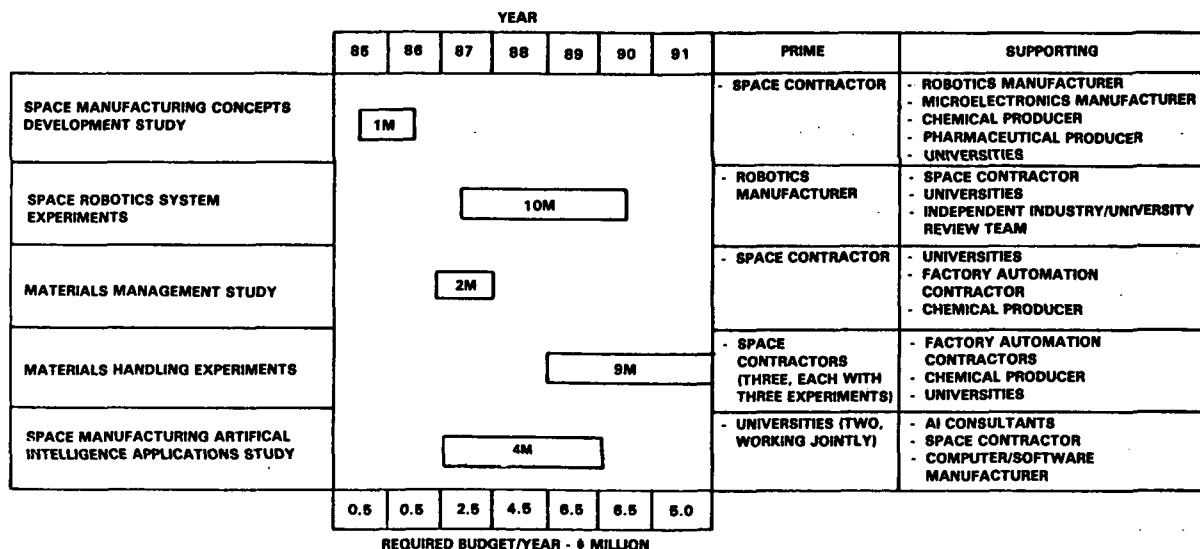 YEAR
85 86 87 88 89 90 91 PRIME SUPPORTING
SPACE MANUFACTURING CONCEPTS
DEVELOPMENT STUDY
1M
- SPACE CONTRACTOR
- ROBOTICS MANUFACTURER
- MICROELECTRONICS MANUFACTURER
- CHEMICAL PRODUCER
- PHARMACEUTICAL PRODUCER
- UNIVERSITIES
SPACE ROBOTICS SYSTEM
EXPERIMENTS
10M
- ROBOTICS
MANUFACTURER
- SPACE CONTRACTOR
- UNIVERSITIES
- INDEPENDENT INDUSTRY/UNIVERSITY
REVIEW TEAM
MATERIALS MANAGEMENT STUDY
2M
- SPACE CONTRACTOR
- UNIVERSITIES
- FACTORY AUTOMATION
CONTRACTOR
- CHEMICAL PRODUCER
MATERIALS HANDLING EXPERIMENTS
9M
- SPACE
CONTRACTORS
(THREE, EACH WITH
THREE EXPERIMENTS)
- FACTORY AUTOMATION
CONTRACTORS
- CHEMICAL PRODUCER
- UNIVERSITIES
SPACE MANUFACTURING ARTIFICAL
INTELLIGENCE APPLICATIONS STUDY
4M
- UNIVERSITIES (TWO,
WORKING JOINTLY)
- AI CONSULTANTS
- SPACE CONTRACTOR
- COMPUTER/SOFTWARE
MANUFACTURER
0.5 0.5 2.5 4.5 6.5 6.5 5.0
REQUIRED BUDGET/YEAR - $ MILLION